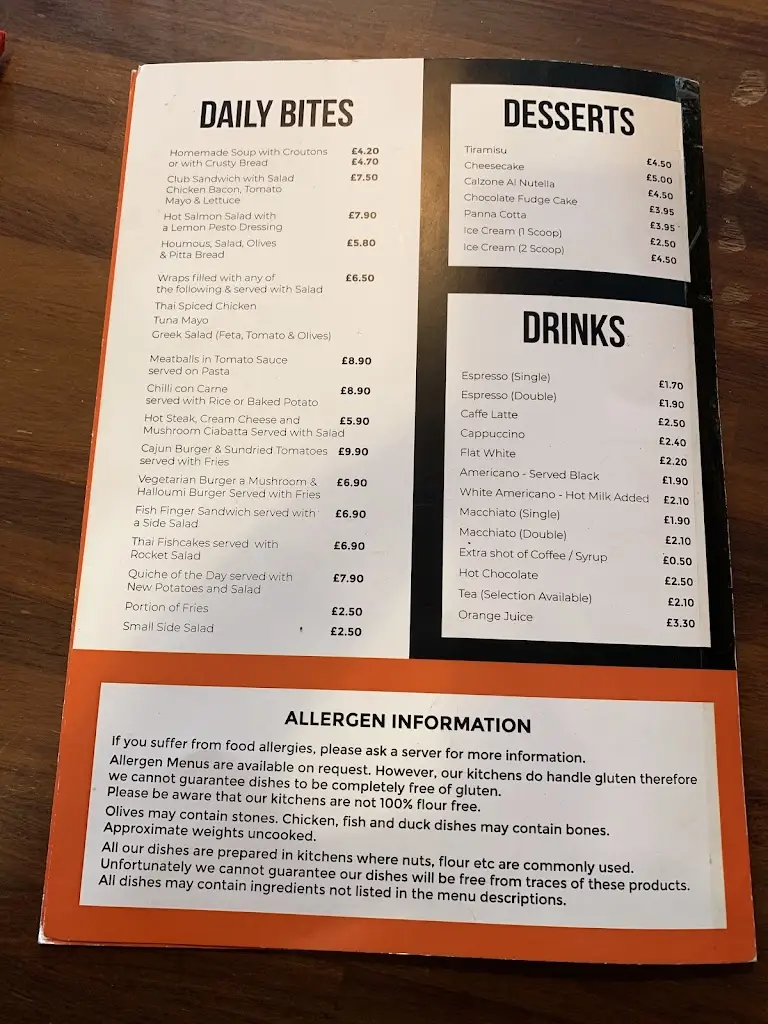 DAILY BITES
Homemade Soup with Croutons £4.20
or with Crusty Bread £4.70
Club Sandwich with Salad £7.50
Chicken Bacon, Tomato
Mayo & Lettuce
Hot Salmon Salad with £7.90
a Lemon Pesto Dressing
Houmous, Salad, Olives £5.80
& Pitta Bread
Wraps filled with any of £6.50
the following & served with Salad
Thai Spiced Chicken
Tuna Mayo
Greek Salad (Feta, Tomato & Olives)
Meatballs in Tomato Sauce £8.90
served on Pasta
Chilli con Carne £8.90
served with Rice or Baked Potato
Hot Steak, Cream Cheese and £5.90
Mushroom Ciabatta Served with Salad
Cajun Burger & Sundried Tomatoes £9.90
served with Fries
Vegetarian Burger a Mushroom & £6.90
Halloumi Burger Served with Fries
Fish Finger Sandwich served with £6.90
a Side Salad
Thai Fishcakes served with £6.90
Rocket Salad
Quiche of the Day served with £7.90
New Potatoes and Salad
Portion of Fries £2.50
Small Side Salad £2.50
DESSERTS
Tiramisu £4.50
Cheesecake £5.00
Calzone Al Nutella £4.50
Chocolate Fudge Cake £3.95
Panna Cotta £3.95
Ice Cream (1 Scoop) £2.50
Ice Cream (2 Scoop) £4.50
DRINKS
Espresso (Single) £1.70
Espresso (Double) £1.90
Caffe Latte £2.50
Cappuccino £2.40
Flat White £2.20
Americano - Served Black £1.90
White Americano - Hot Milk Added £2.10
Macchiato (Single) £1.90
Macchiato (Double) £2.10
Extra shot of Coffee / Syrup £0.50
Hot Chocolate £2.50
Tea (Selection Available) £2.10
Orange Juice £3.30
ALLERGEN INFORMATION
If you suffer from food allergies, please ask a server for more information.
Allergen Menus are available on request. However, our kitchens do handle gluten therefore
we cannot guarantee dishes to be completely free of gluten.
Please be aware that our kitchens are not 100% flour free.
Olives may contain stones. Chicken, fish and duck dishes may contain bones.
Approximate weights uncooked.
All our dishes are prepared in kitchens where nuts, flour etc are commonly used.
Unfortunately we cannot guarantee our dishes will be free from traces of these products.
All dishes may contain ingredients not listed in the menu descriptions.